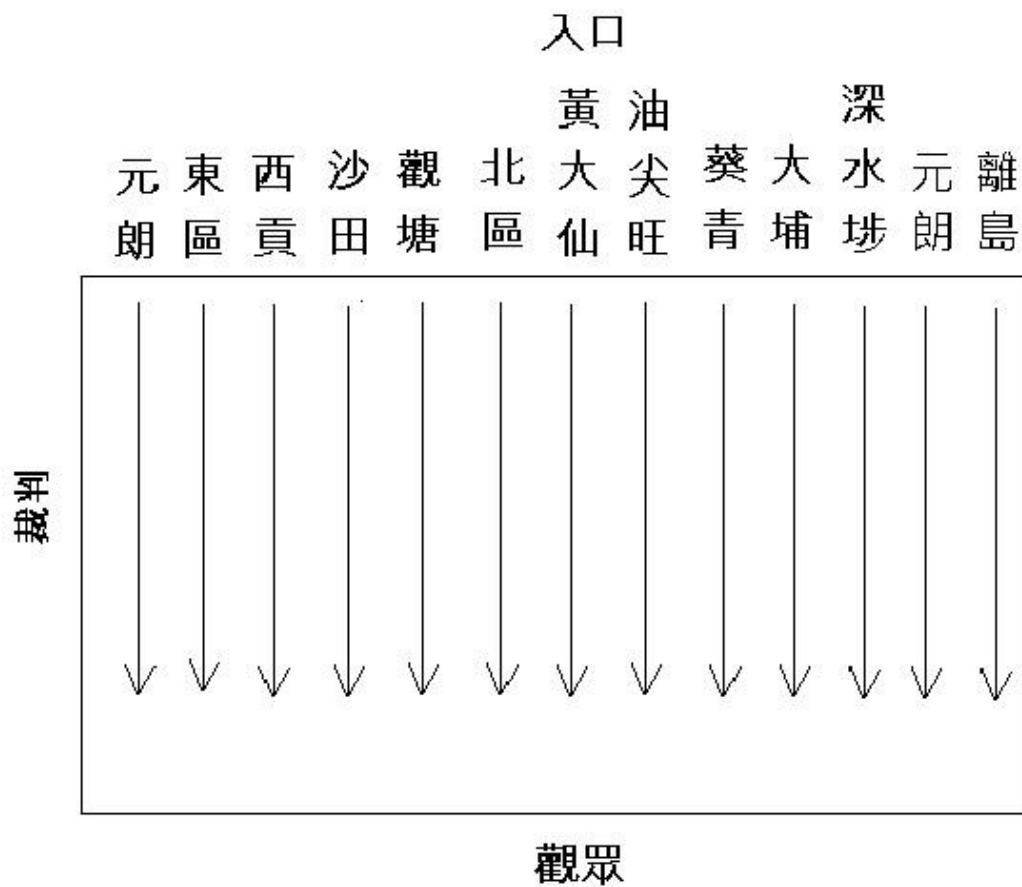 入口
元朗
東區
西貢
沙田
觀塘
北區
黃大仙
油尖旺
葵青
大埔
深水埗
元朗
離島
裁判
觀眾